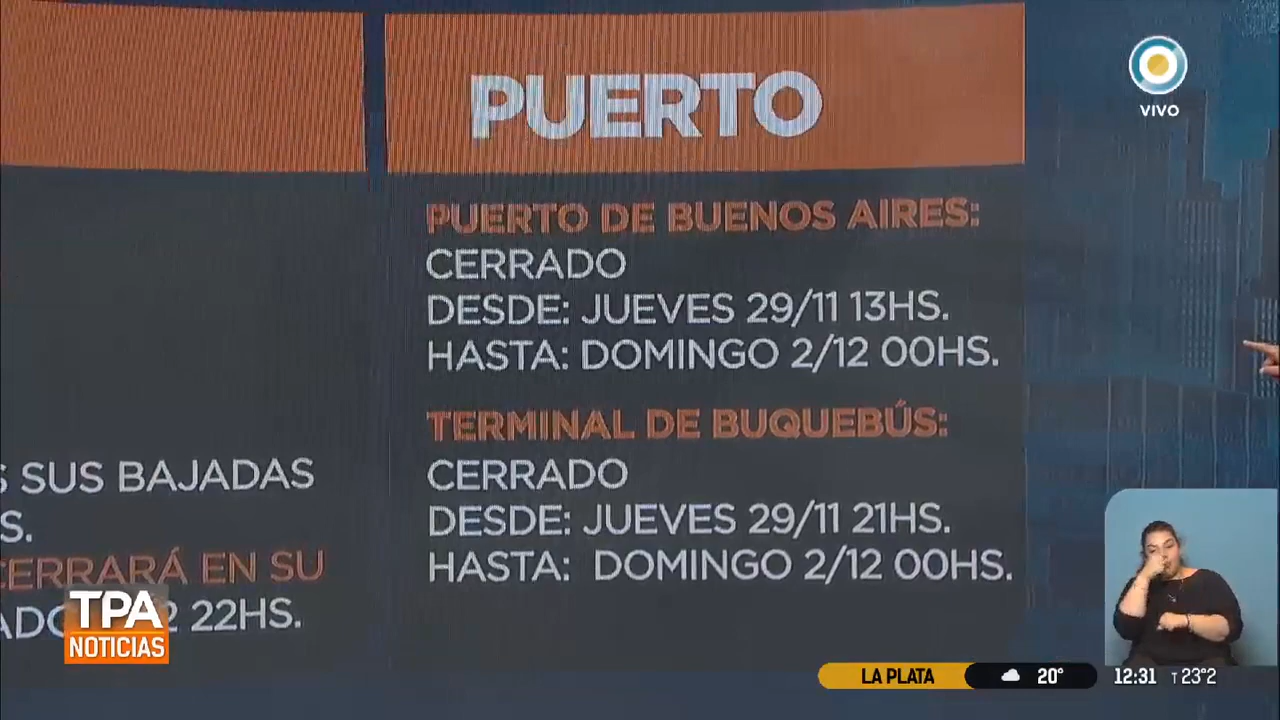 PUERTO
PUERTO DE BUENOS AIRES:
CERRADO
DESDE: JUEVES 29/11 13HS.
HASTA: DOMINGO 2/12 00HS.
TERMINAL DE BUQUEBÚS:
CERRADO
DESDE: JUEVES 29/11 21HS.
HASTA: DOMINGO 2/12 00HS.
SUS BAJADAS
EN SU
22HS.
VIVO
TPA
NOTICIAS
LA PLATA
20°
12:31
T 23°2